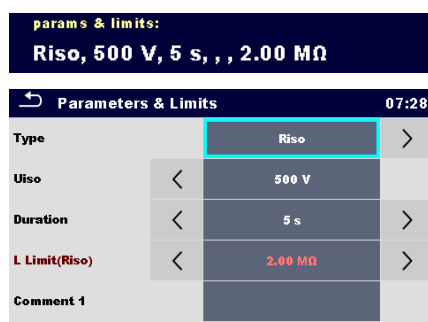 params & limits:
Riso, 500 V, 5 s, , , 2.00 MΩ
Parameters & Limits 07:28
Type Riso
Uiso 500 V
Duration 5 s
L Limit(Riso) 2.00 MΩ
Comment 1